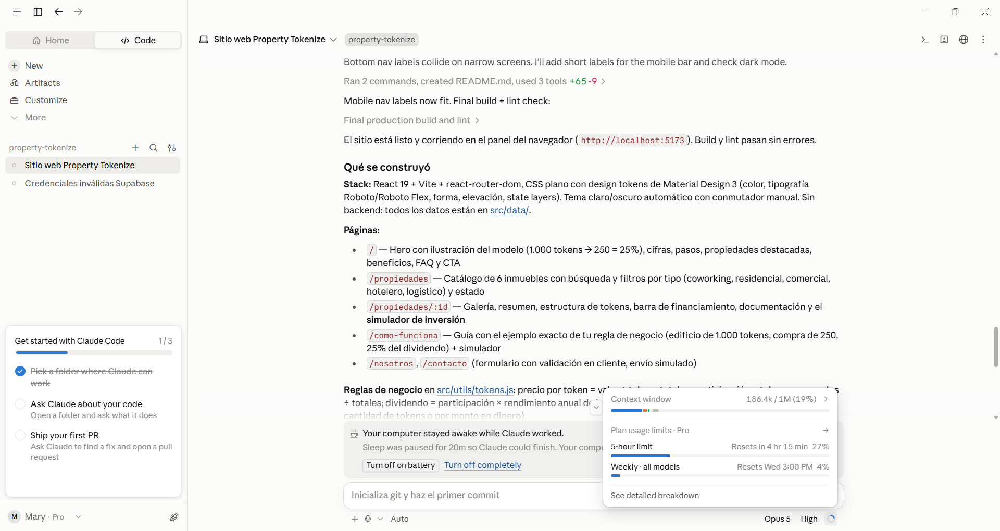 Home
Code
New
Artifacts
Customize
More
property-tokenize
Sitio web Property Tokenize
Credenciales inválidas Supabase
Get started with Claude Code 1 / 3
Pick a folder where Claude can
work
Ask Claude about your code
Open a folder and ask what it does
Ship your first PR
Ask Claude to find a fix and open a pull
request
M Mary · Pro
Sitio web Property Tokenize property-tokenize
Bottom nav labels collide on narrow screens. I'll add short labels for the mobile bar and check dark mode.
Ran 2 commands, created README.md, used 3 tools +65 -9
Mobile nav labels now fit. Final build + lint check:
Final production build and lint
El sitio está listo y corriendo en el panel del navegador (http://localhost:5173). Build y lint pasan sin errores.
Qué se construyó
Stack: React 19 + Vite + react-router-dom, CSS plano con design tokens de Material Design 3 (color, tipografía
Roboto/Roboto Flex, forma, elevación, state layers). Tema claro/oscuro automático con conmutador manual. Sin
backend: todos los datos están en src/data/.
Páginas:
/ — Hero con ilustración del modelo (1.000 tokens → 250 = 25%), cifras, pasos, propiedades destacadas,
beneficios, FAQ y CTA
/propiedades — Catálogo de 6 inmuebles con búsqueda y filtros por tipo (coworking, residencial, comercial,
hotelero, logístico) y estado
/propiedades/:id — Galería, resumen, estructura de tokens, barra de financiamiento, documentación y el
simulador de inversión
/como-funciona — Guía con el ejemplo exacto de tu regla de negocio (edificio de 1.000 tokens, compra de 250,
25% del dividendo) + simulador
/nosotros, /contacto (formulario con validación en cliente, envío simulado)
Reglas de negocio en src/utils/tokens.js: precio por token =
÷ totales; dividendo = participación × rendimiento anual
cantidad de tokens o por monto en dinero).
Your computer stayed awake while Claude worked.
Sleep was paused for 20m so Claude could finish. Your
Turn off on battery Turn off completely
Inicializa git y haz el primer commit
Auto
Opus 5 High
Context window 186.4k / 1M (19%)
Plan usage limits · Pro
5-hour limit Resets in 4 hr 15 min 27%
Weekly · all models Resets Wed 3:00 PM 4%
See detailed breakdown